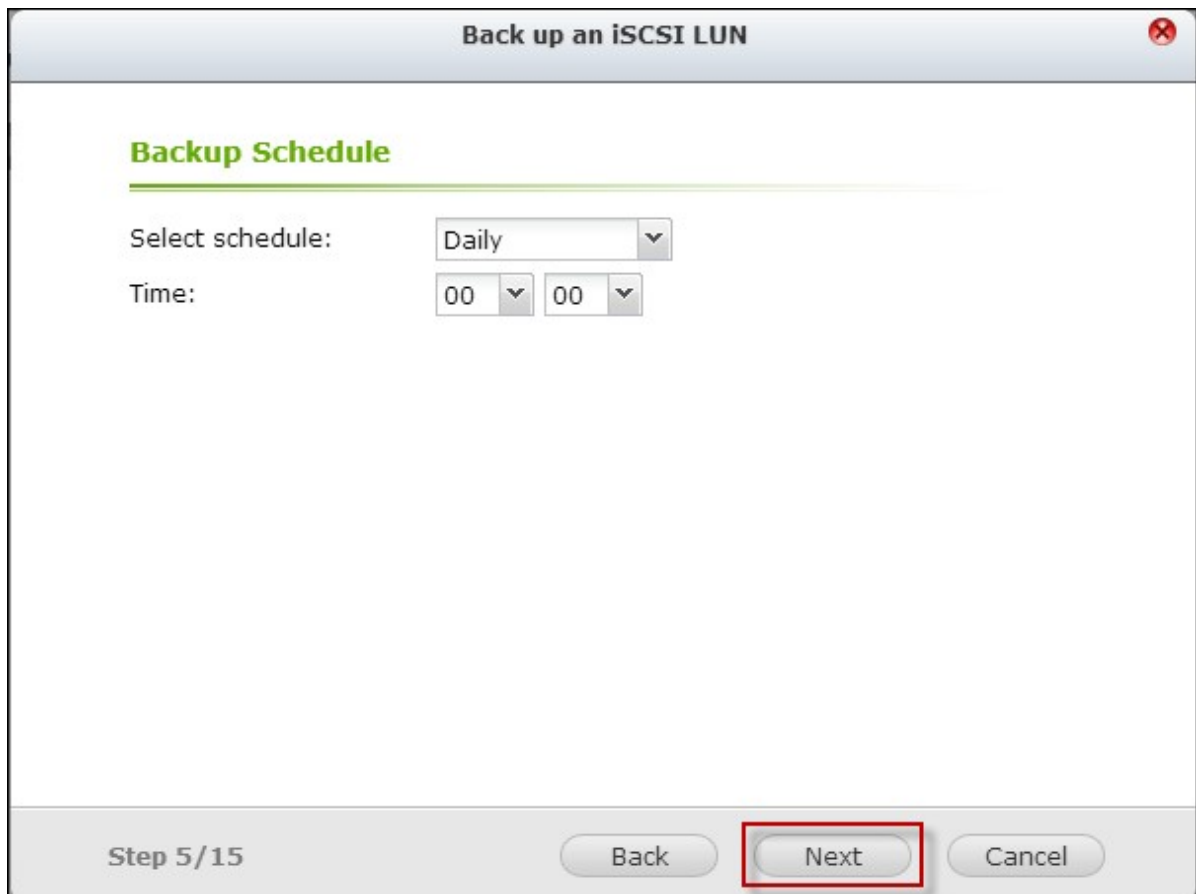 Back up an iSCSI LUN
Backup Schedule
Select schedule: Daily
Time: 00 00
Step 5/15 Back Next Cancel